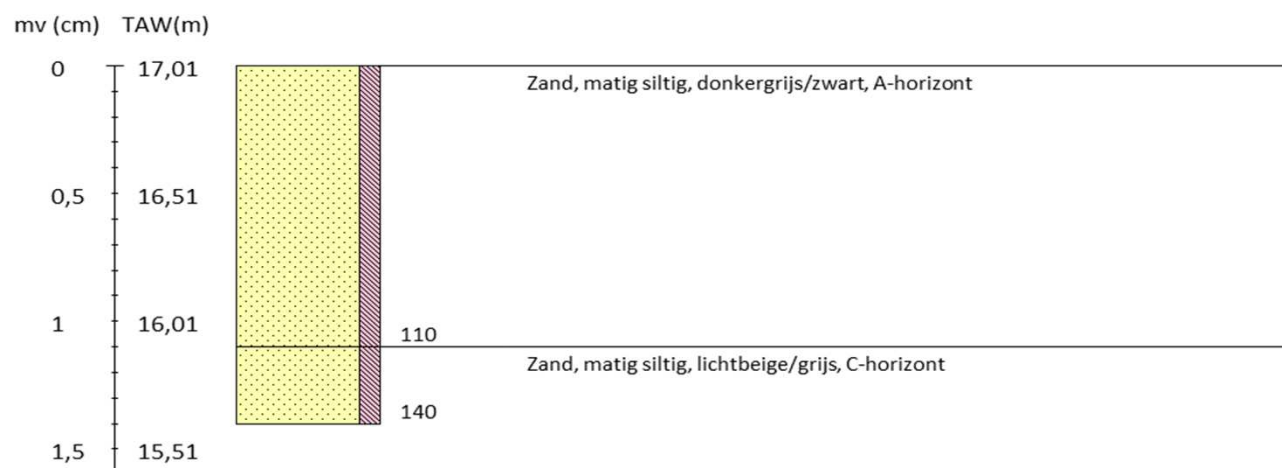 mv (cm) TAW(m)
0 17,01
Zand, matig siltig, donkergrijs/zwart, A-horizont
0,5 16,51
1 16,01
110
Zand, matig siltig, lichtbeige/grijs, C-horizont
140
1,5 15,51